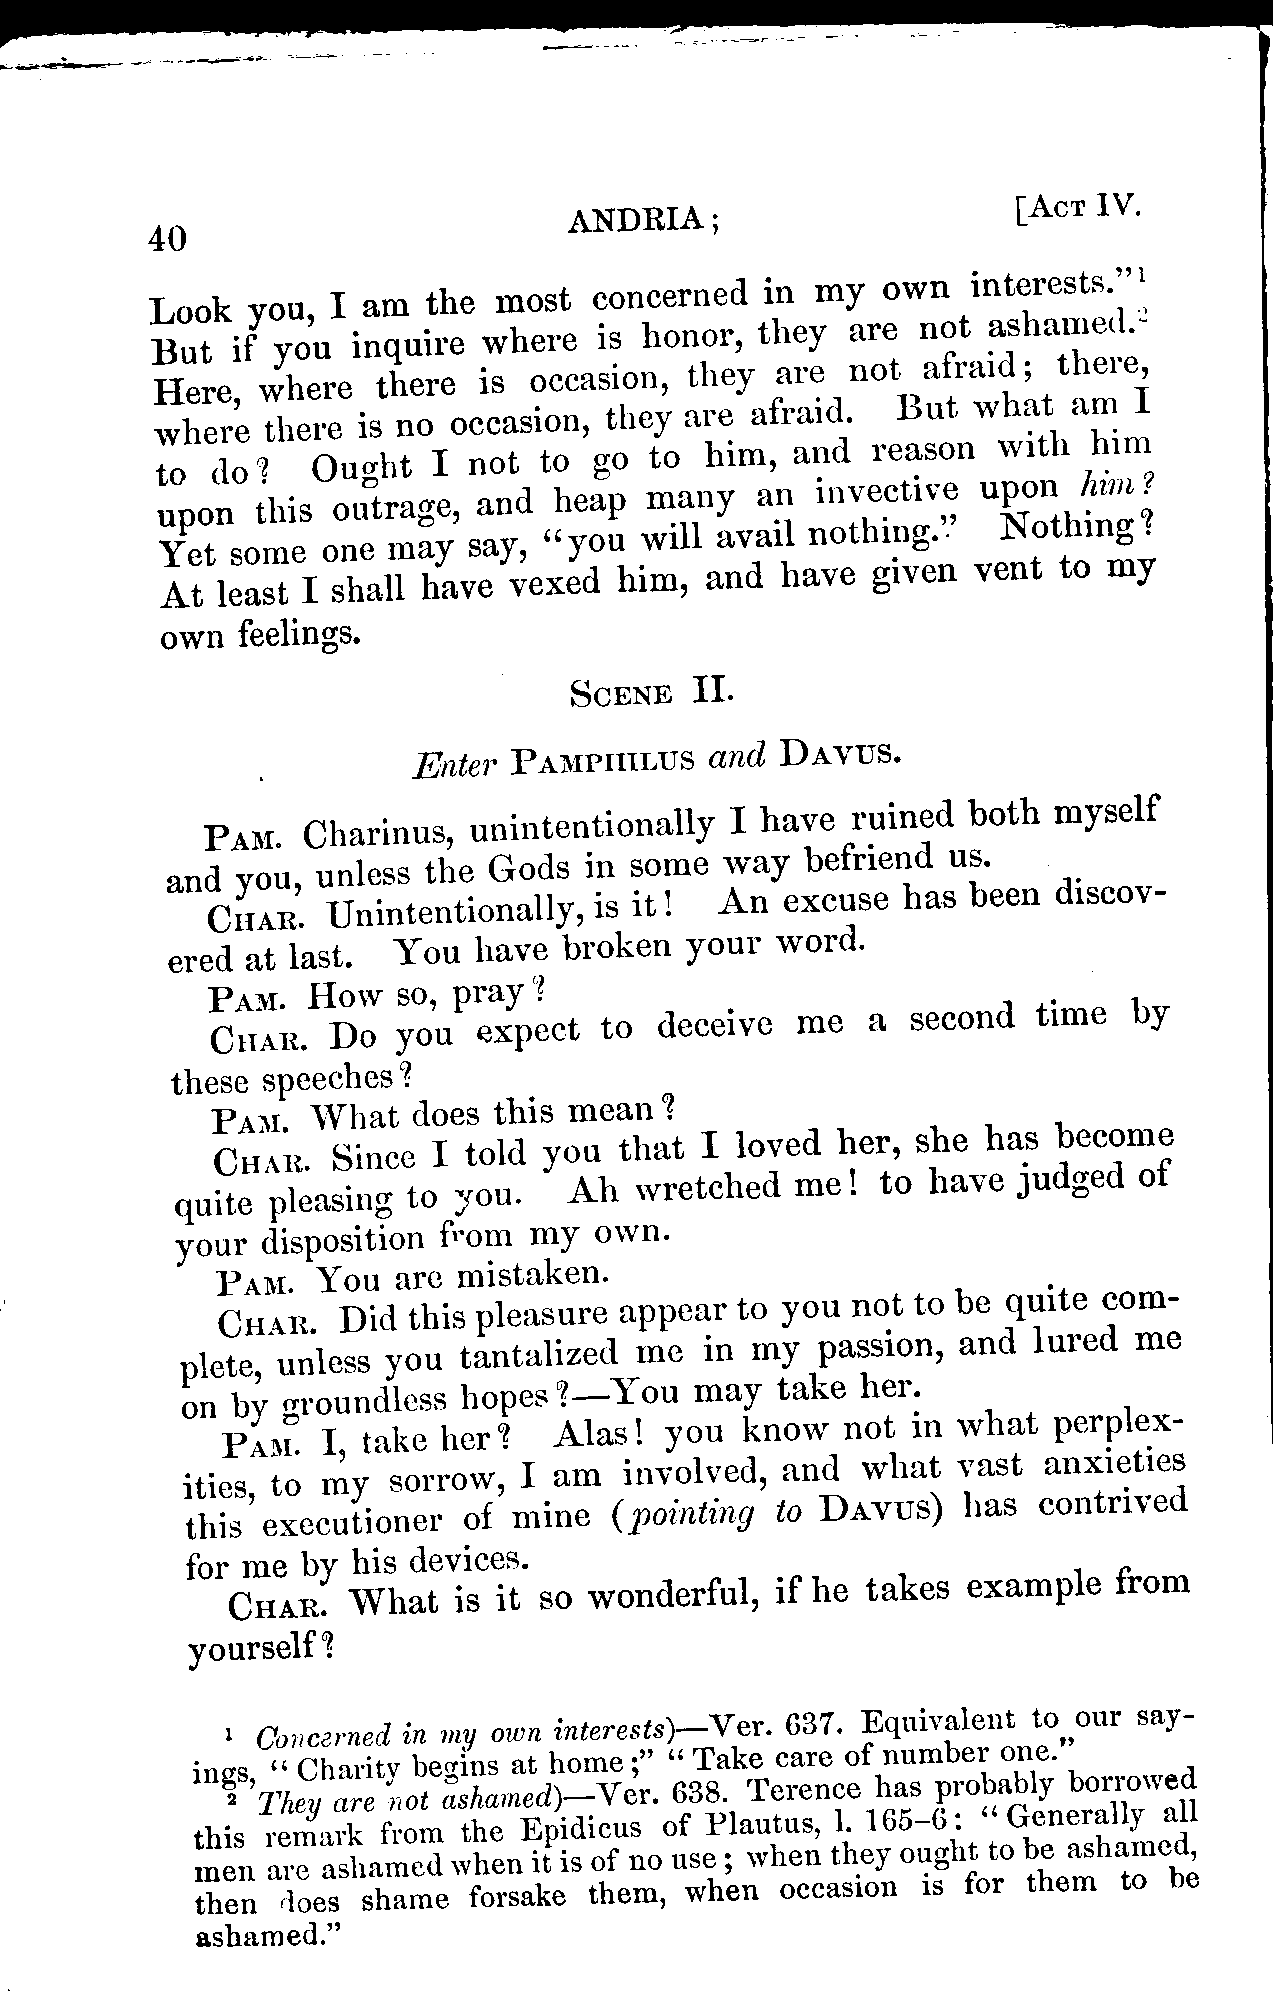 40 ANDRIA; [ACT IV.
Look you, I am the most concerned in my own interests."¹
But if you inquire where is honor, they are not ashamed.²
Here, where there is occasion, they are not afraid; there,
where there is no occasion, they are afraid. But what am I
to do? Ought I not to go to him, and reason with him
upon this outrage, and heap many an invective upon him?
Yet some one may say, "you will avail nothing." Nothing?
At least I shall have vexed him, and have given vent to my
own feelings.
SCENE II.
Enter PAMPHILUS and DAVUS.
PAM. Charinus, unintentionally I have ruined both myself
and you, unless the Gods in some way befriend us.
CHAR. Unintentionally, is it! An excuse has been discov-
ered at last. You have broken your word.
PAM. How so, pray?
CHAR. Do you expect to deceive me a second time by
these speeches?
PAM. What does this mean?
CHAR. Since I told you that I loved her, she has become
quite pleasing to you. Ah wretched me! to have judged of
your disposition from my own.
PAM. You are mistaken.
CHAR. Did this pleasure appear to you not to be quite com-
plete, unless you tantalized me in my passion, and lured me
on by groundless hopes?—You may take her.
PAM. I, take her? Alas! you know not in what perplex-
ities, to my sorrow, I am involved, and what vast anxieties
this executioner of mine (pointing to DAVUS) has contrived
for me by his devices.
CHAR. What is it so wonderful, if he takes example from
yourself?
¹ Concerned in my own interests)—Ver. 637. Equivalent to our say-
ings, "Charity begins at home;" "Take care of number one."
² They are not ashamed)—Ver. 638. Terence has probably borrowed
this remark from the Epidicus of Plautus, l. 165–6: "Generally all
men are ashamed when it is of no use; when they ought to be ashamed,
then does shame forsake them, when occasion is for them to be
ashamed."